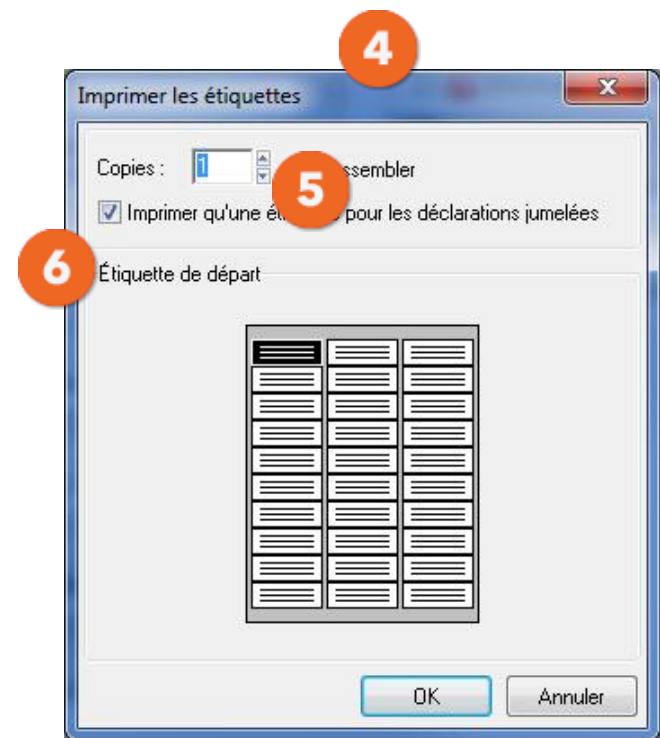 4
Imprimer les étiquettes
Copies : 1
5
Imprimer qu'une pour les déclarations jumelées
6
Étiquette de départ
OK Annuler